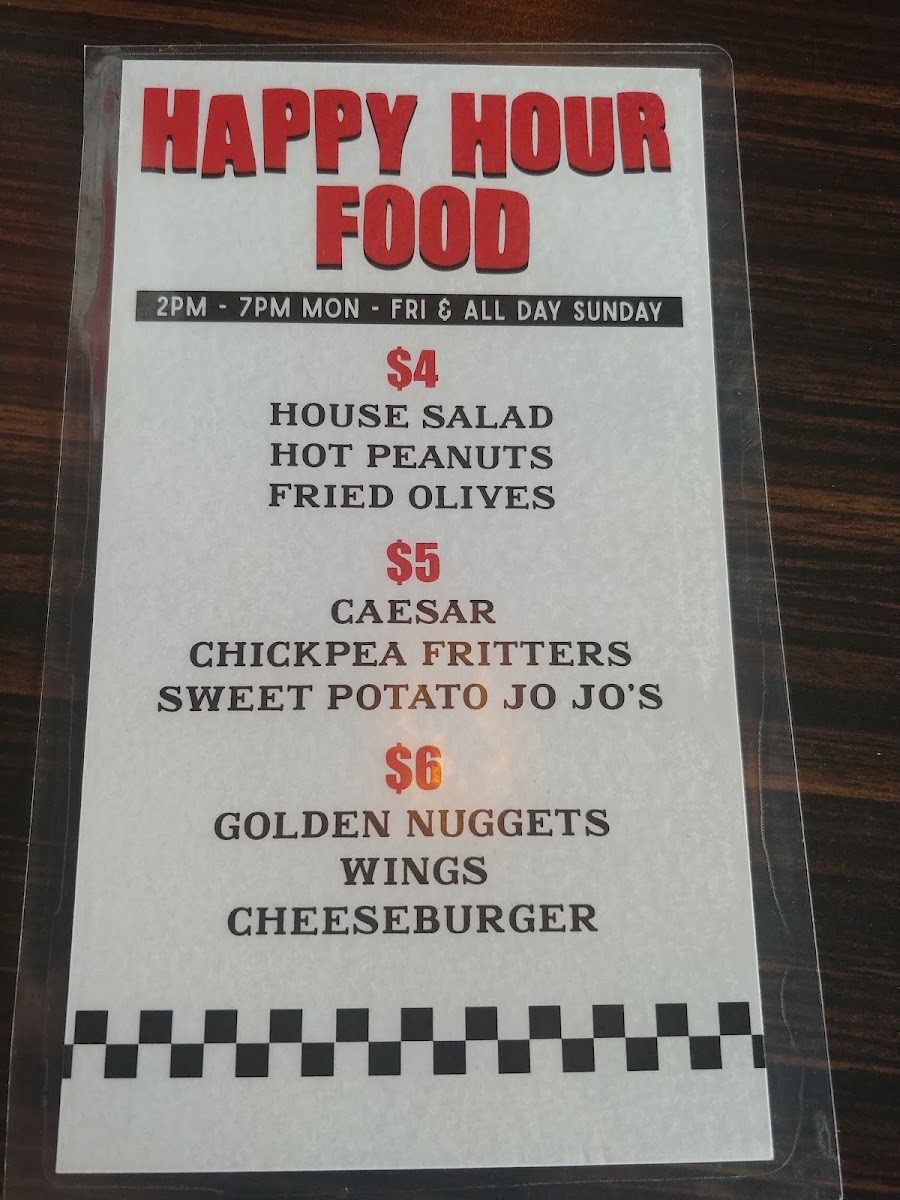 HAPPY HOUR
FOOD
2PM - 7PM MON - FRI & ALL DAY SUNDAY
$4
HOUSE SALAD
HOT PEANUTS
FRIED OLIVES
$5
CAESAR
CHICKPEA FRITTERS
SWEET POTATO JO JO'S
$6
GOLDEN NUGGETS
WINGS
CHEESEBURGER